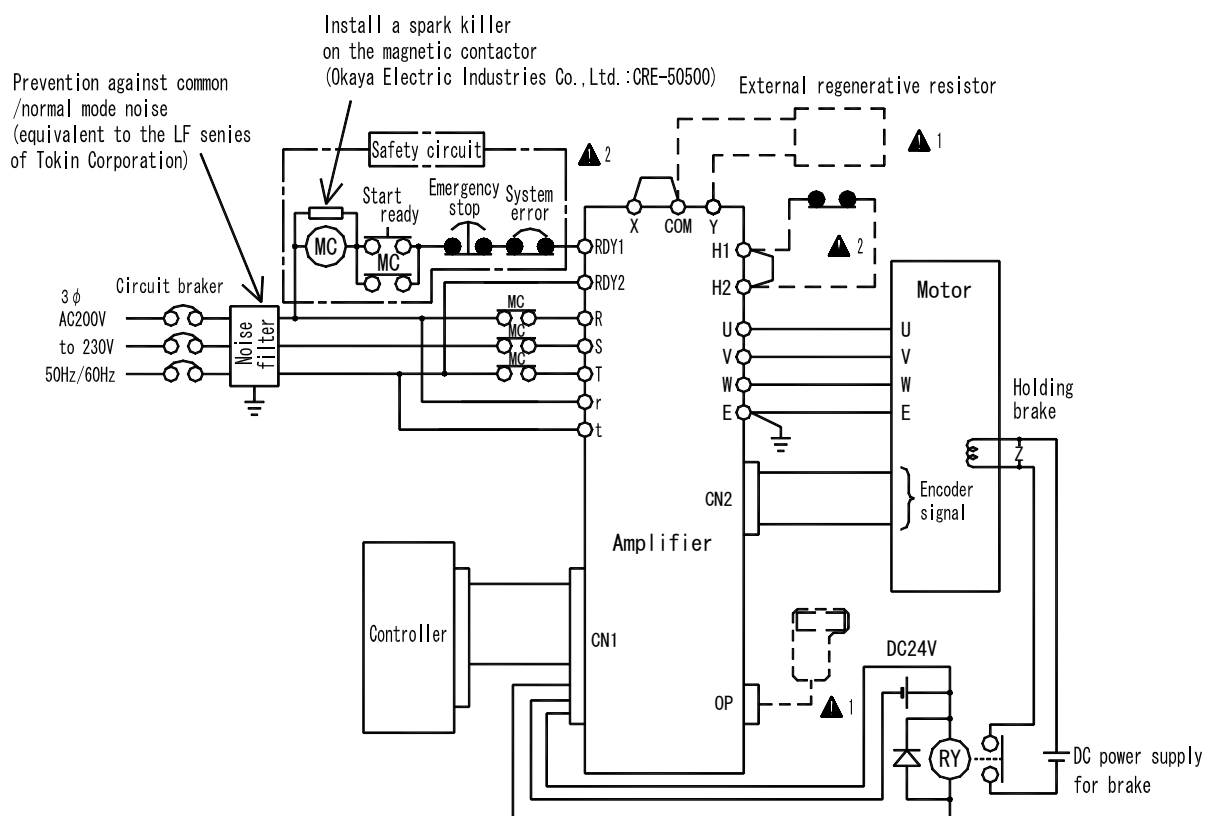 Install a spark killer
on the magnetic contactor
(Okaya Electric Industries Co.,Ltd.:CRE-50500)
Prevention against common
/normal mode noise
(equivalent to the LF senies
of Tokin Corporation)
External regenerative resistor
1
Safety circuit
2
Start
ready
Emergency
stop
System
error
MC
MC
X
COM
Y
RDY1
RDY2
H1
H2
2
3φ
AC200V
to 230V
50Hz/60Hz
Circuit braker
Noise
filter
MC
MC
MC
R
S
T
r
t
U
V
W
E
Motor
U
V
W
E
Holding
brake
CN2
Encoder
signal
Amplifier
Controller
CN1
OP
1
DC24V
RY
DC power supply
for brake